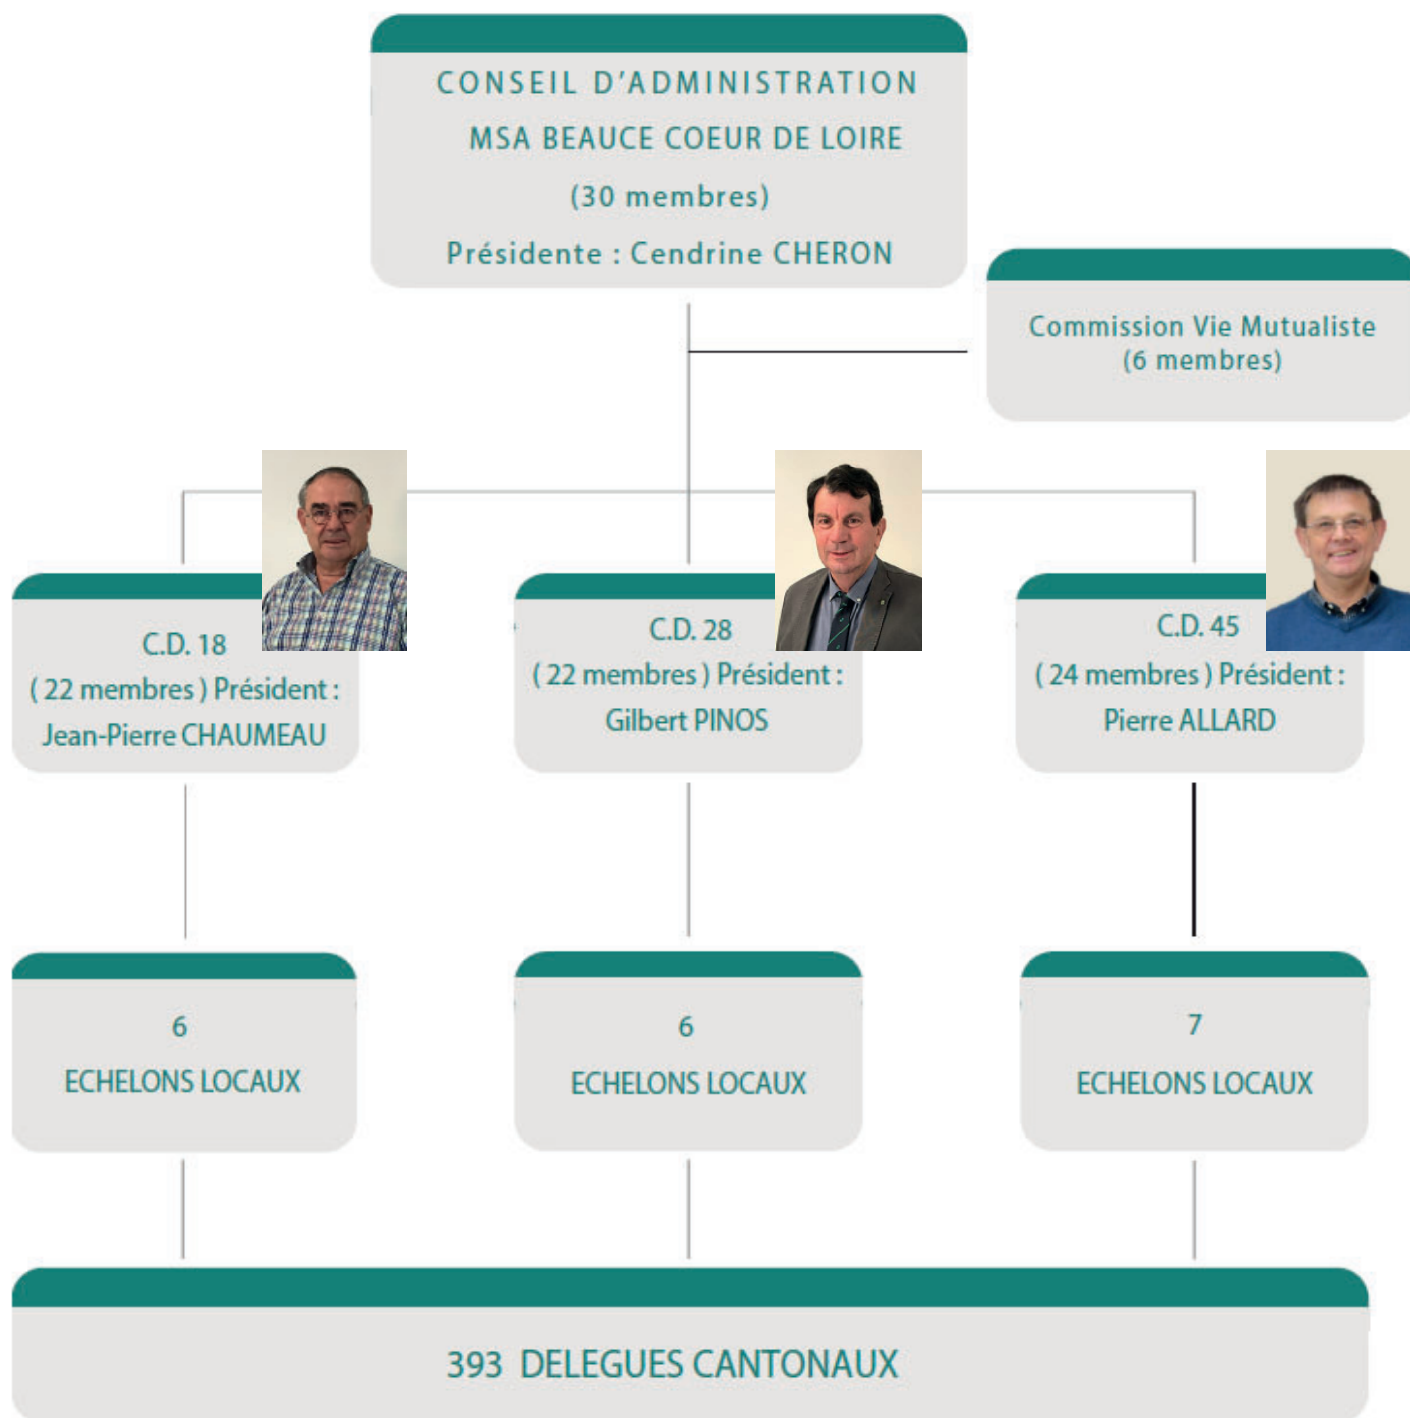 CONSEIL D'ADMINISTRATION
MSA BEAUCE COEUR DE LOIRE
(30 membres)
Présidente : Cendrine CHERON
Commission Vie Mutualiste
(6 membres)
C.D. 18
( 22 membres ) Président :
Jean-Pierre CHAUMEAU
C.D. 28
( 22 membres ) Président :
Gilbert PINOS
C.D. 45
( 24 membres ) Président :
Pierre ALLARD
6
ECHELONS LOCAUX
6
ECHELONS LOCAUX
7
ECHELONS LOCAUX
393 DELEGUES CANTONAUX